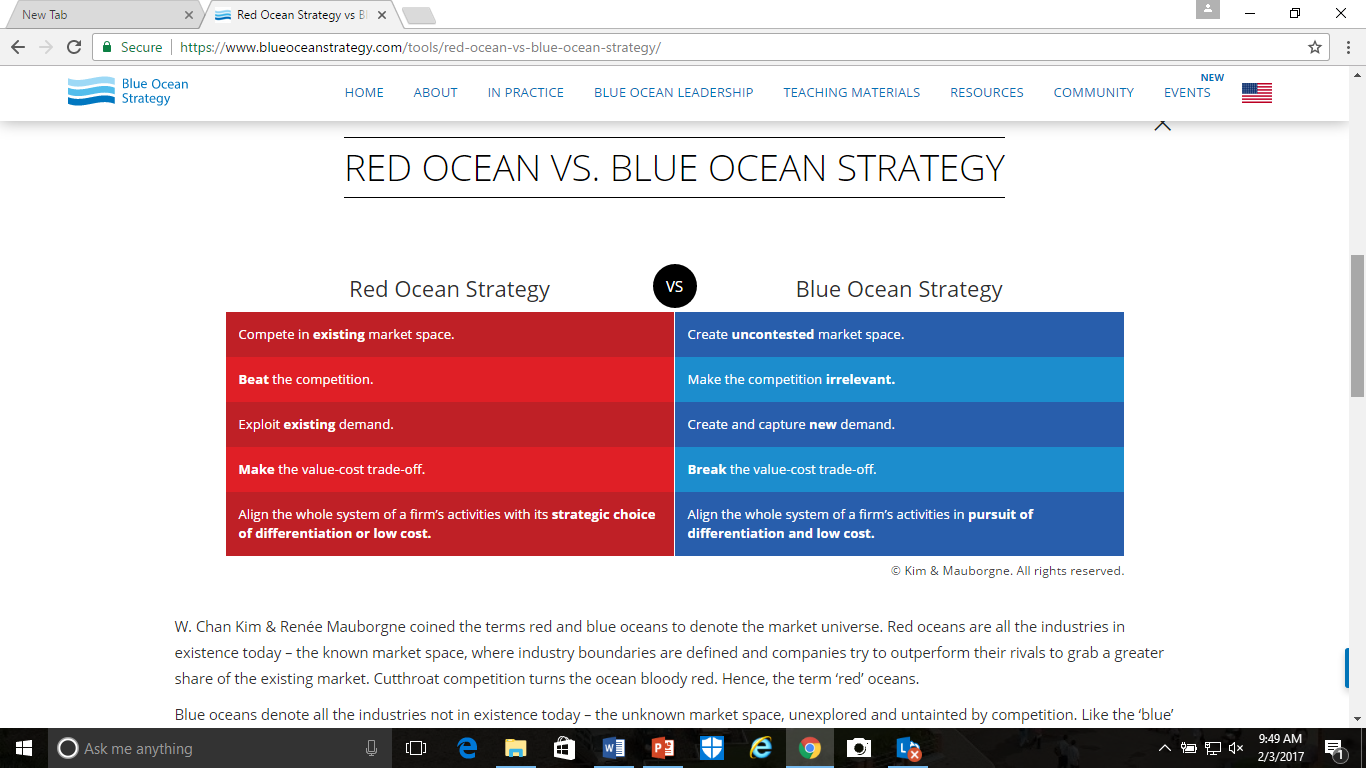 New Tab
Red Ocean Strategy vs Bl
Secure
https://www.blueoceanstrategy.com/tools/red-ocean-vs-blue-ocean-strategy/
Blue Ocean
Strategy
HOME ABOUT IN PRACTICE BLUE OCEAN LEADERSHIP TEACHING MATERIALS RESOURCES COMMUNITY EVENTS
NEW
RED OCEAN VS. BLUE OCEAN STRATEGY
Red Ocean Strategy VS Blue Ocean Strategy
Compete in existing market space. Create uncontested market space.
Beat the competition. Make the competition irrelevant.
Exploit existing demand. Create and capture new demand.
Make the value-cost trade-off. Break the value-cost trade-off.
Align the whole system of a firm's activities with its strategic choice
of differentiation or low cost.
Align the whole system of a firm's activities in pursuit of
differentiation and low cost.
© Kim & Mauborgne. All rights reserved.
W. Chan Kim & Renée Mauborgne coined the terms red and blue oceans to denote the market universe. Red oceans are all the industries in
existence today – the known market space, where industry boundaries are defined and companies try to outperform their rivals to grab a greater
share of the existing market. Cutthroat competition turns the ocean bloody red. Hence, the term ‘red’ oceans.
Blue oceans denote all the industries not in existence today – the unknown market space, unexplored and untainted by competition. Like the ‘blue’
Ask me anything
9:49 AM
2/3/2017
1